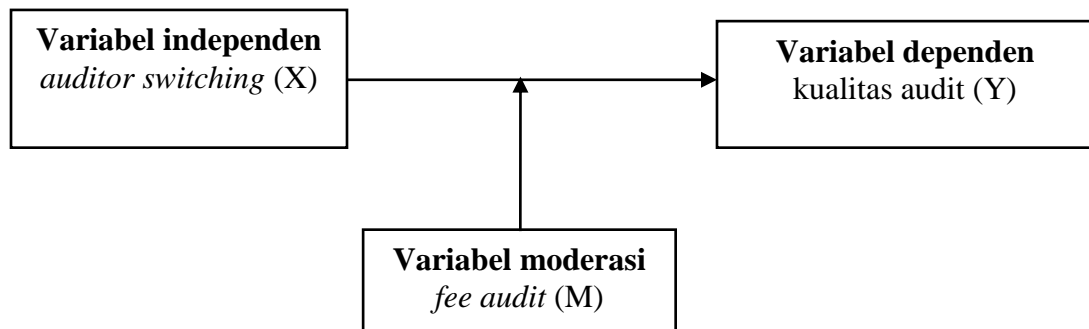 Variabel independen
auditor switching (X)
Variabel dependen
kualitas audit (Y)
Variabel moderasi
fee audit (M)